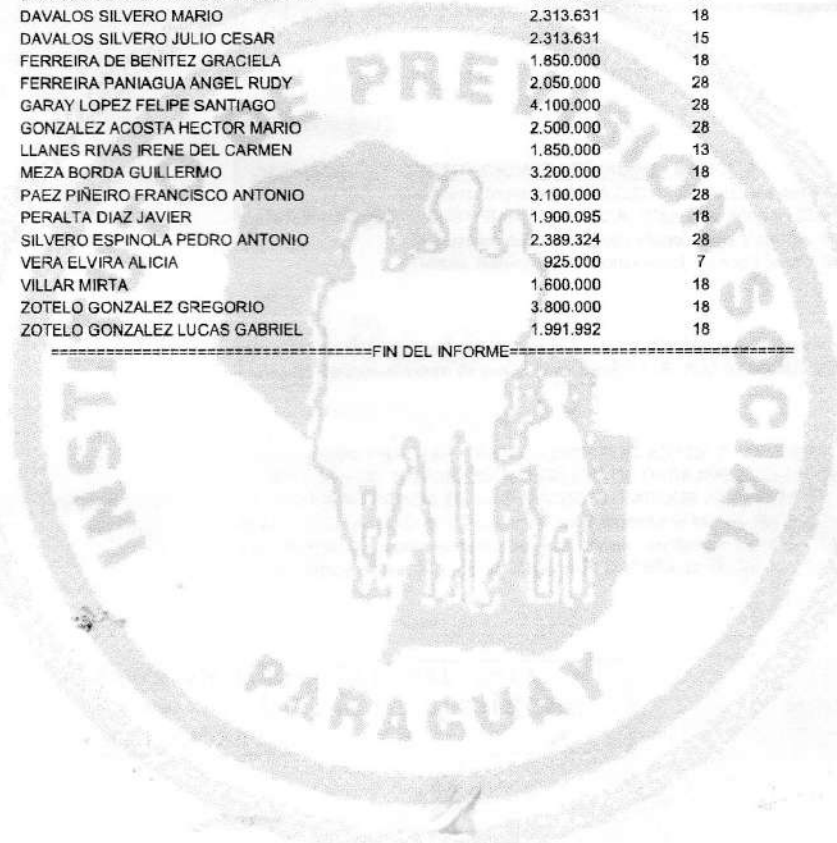 DAVALOS SILVERO MARIO 2.313.631 18
DAVALOS SILVERO JULIO CESAR 2.313.631 15
FERREIRA DE BENITEZ GRACIELA 1.850.000 18
FERREIRA PANIAGUA ANGEL RUDY 2.050.000 28
GARAY LOPEZ FELIPE SANTIAGO 4.100.000 28
GONZALEZ ACOSTA HECTOR MARIO 2.500.000 28
LLANES RIVAS IRENE DEL CARMEN 1.850.000 13
MEZA BORDA GUILLERMO 3.200.000 18
PAEZ PIÑEIRO FRANCISCO ANTONIO 3.100.000 28
PERALTA DIAZ JAVIER 1.900.095 18
SILVERO ESPINOLA PEDRO ANTONIO 2.389.324 28
VERA ELVIRA ALICIA 925.000 7
VILLAR MIRTA 1.600.000 18
ZOTELO GONZALEZ GREGORIO 3.800.000 18
ZOTELO GONZALEZ LUCAS GABRIEL 1.991.992 18
==================================FIN DEL INFORME==============================
INSTITUTO DE PREVISION SOCIAL
PARAGUAY